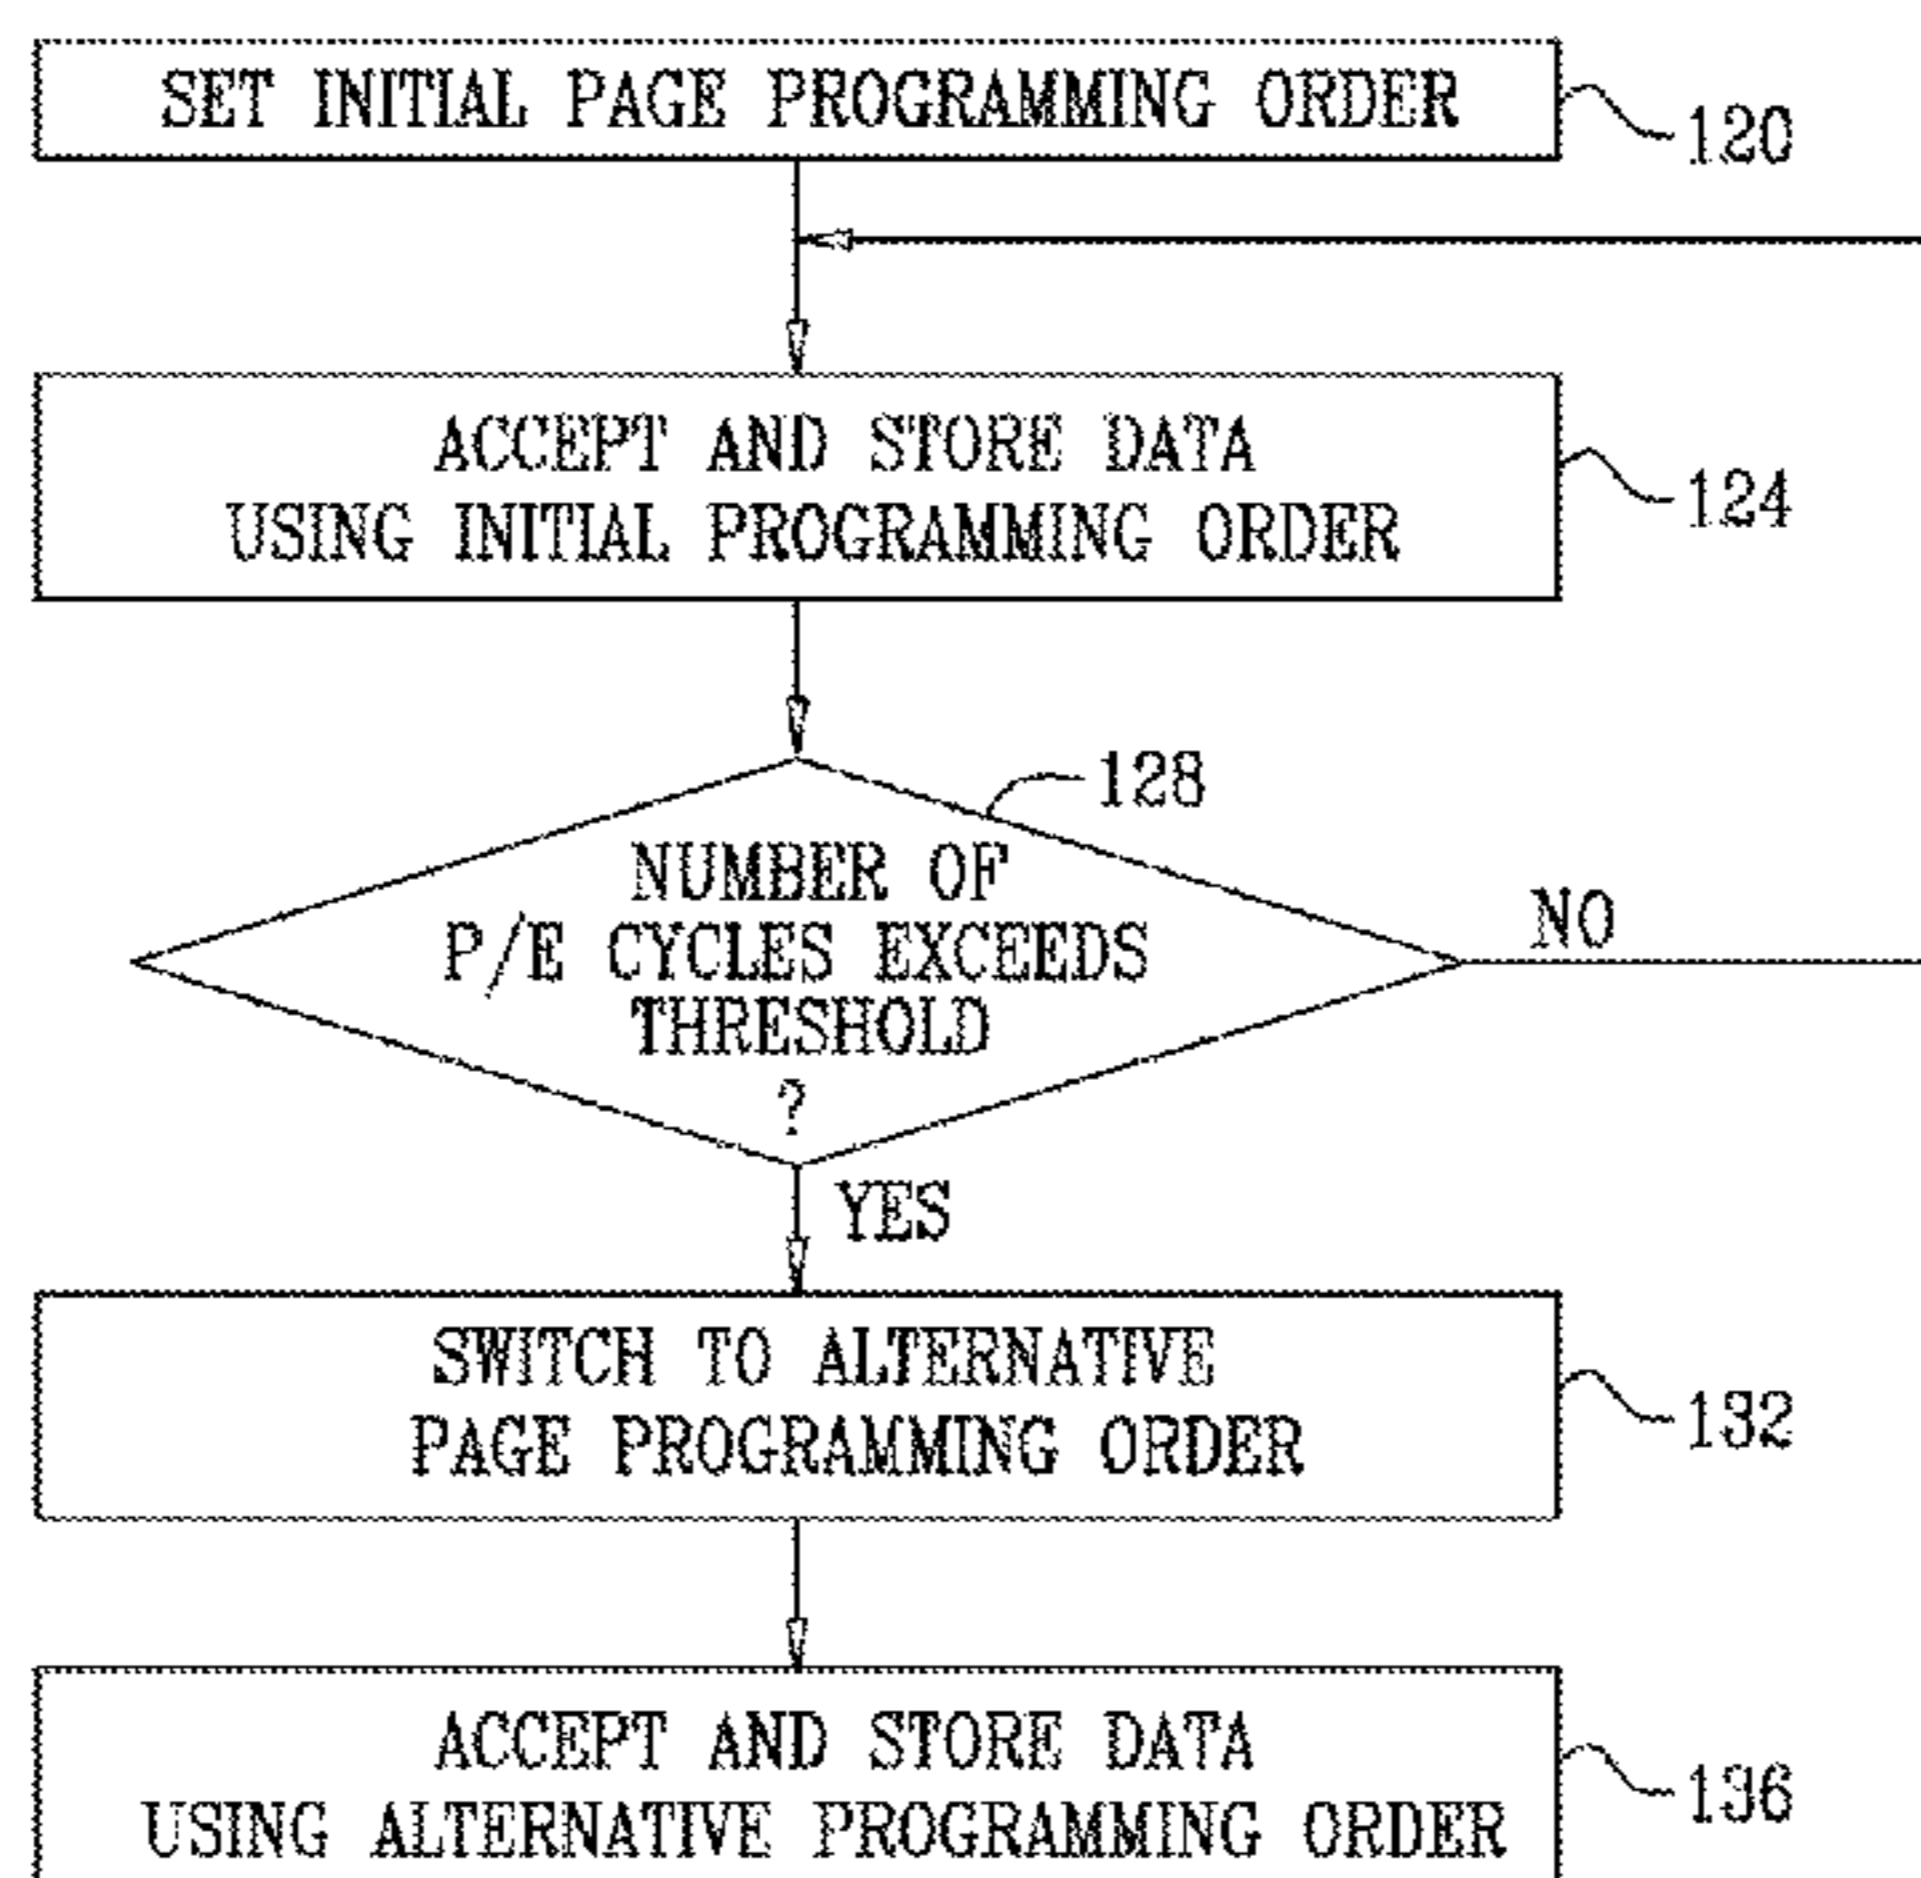 SET INITIAL PAGE PROGRAMMING ORDER
120
ACCEPT AND STORE DATA
USING INITIAL PROGRAMMING ORDER
124
128
NUMBER OF
P/E CYCLES EXCEEDS
THRESHOLD
?
NO
YES
SWITCH TO ALTERNATIVE
PAGE PROGRAMMING ORDER
132
ACCEPT AND STORE DATA
USING ALTERNATIVE PROGRAMMING ORDER
136